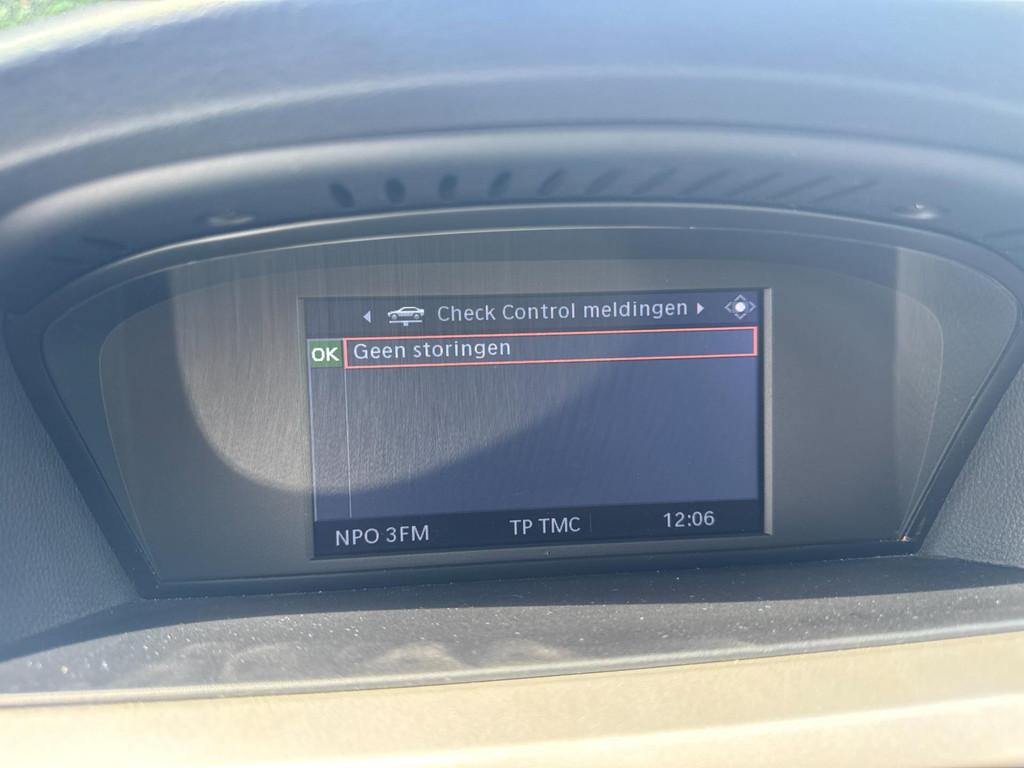 Check Control meldingen
OK Geen storingen
NPO 3FM TP TMC 12:06